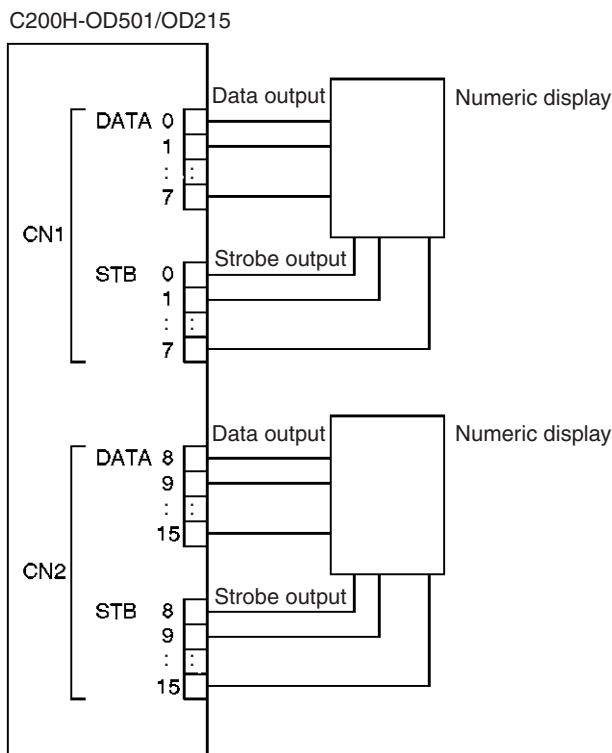 C200H-OD501/OD215
Data output
Numeric display
DATA 0
1
: :
7
CN1
Strobe output
STB 0
1
: :
7
Data output
Numeric display
DATA 8
9
: :
15
CN2
Strobe output
STB 8
9
: :
15